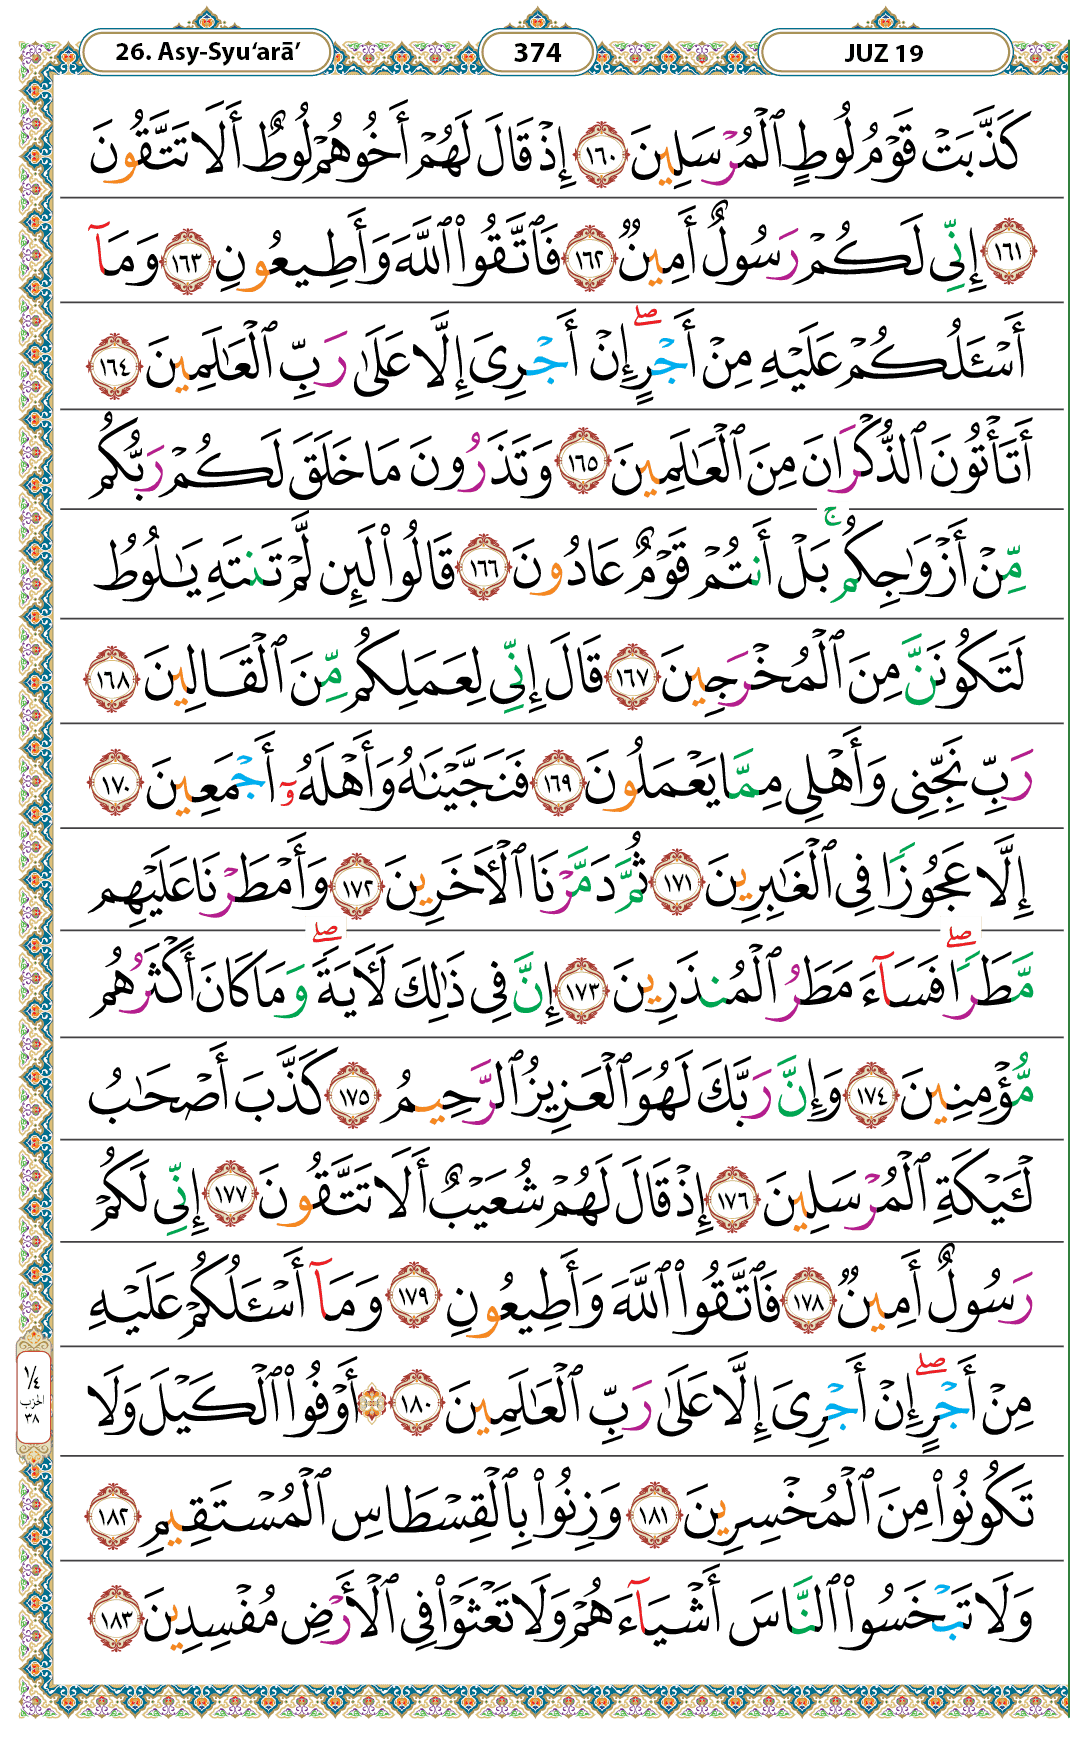 26. Asy-Syu‘arā’
374
JUZ 19
كَذَّبَتْ قَوْمُ لُوطٍ ٱلْمُرْسَلِينَ ١٦٠ إِذْ قَالَ لَهُمْ أَخُوهُمْ لُوطٌ أَلَا تَتَّقُونَ
١٦١ إِنِّى لَكُمْ رَسُولٌ أَمِينٌ ١٦٢ فَٱتَّقُوا۟ ٱللَّهَ وَأَطِيعُونِ ١٦٣ وَمَآ
أَسْـَٔلُكُمْ عَلَيْهِ مِنْ أَجْرٍ ۖ إِنْ أَجْرِىَ إِلَّا عَلَىٰ رَبِّ ٱلْعَـٰلَمِينَ ١٦٤
أَتَأْتُونَ ٱلذُّكْرَانَ مِنَ ٱلْعَـٰلَمِينَ ١٦٥ وَتَذَرُونَ مَا خَلَقَ لَكُمْ رَبُّكُم
مِّنْ أَزْوَٰجِكُم ۚ بَلْ أَنتُمْ قَوْمٌ عَادُونَ ١٦٦ قَالُوا۟ لَئِن لَّمْ تَنتَهِ يَـٰلُوطُ
لَتَكُونَنَّ مِنَ ٱلْمُخْرَجِينَ ١٦٧ قَالَ إِنِّى لِعَمَلِكُم مِّنَ ٱلْقَالِينَ ١٦٨
رَبِّ نَجِّنِى وَأَهْلِى مِمَّا يَعْمَلُونَ ١٦٩ فَنَجَّيْنَـٰهُ وَأَهْلَهُۥٓ أَجْمَعِينَ ١٧٠
إِلَّا عَجُوزًا فِى ٱلْغَـٰبِرِينَ ١٧١ ثُمَّ دَمَّرْنَا ٱلْـَٔاخَرِينَ ١٧٢ وَأَمْطَرْنَا عَلَيْهِم
مَّطَرًا ۖ فَسَآءَ مَطَرُ ٱلْمُنذَرِينَ ١٧٣ إِنَّ فِى ذَٰلِكَ لَـَٔايَةً ۖ وَمَا كَانَ أَكْثَرُهُم
مُّؤْمِنِينَ ١٧٤ وَإِنَّ رَبَّكَ لَهُوَ ٱلْعَزِيزُ ٱلرَّحِيمُ ١٧٥ كَذَّبَ أَصْحَـٰبُ
لْـَٔيْكَةِ ٱلْمُرْسَلِينَ ١٧٦ إِذْ قَالَ لَهُمْ شُعَيْبٌ أَلَا تَتَّقُونَ ١٧٧ إِنِّى لَكُمْ
رَسُولٌ أَمِينٌ ١٧٨ فَٱتَّقُوا۟ ٱللَّهَ وَأَطِيعُونِ ١٧٩ وَمَآ أَسْـَٔلُكُمْ عَلَيْهِ
مِنْ أَجْرٍ ۖ إِنْ أَجْرِىَ إِلَّا عَلَىٰ رَبِّ ٱلْعَـٰلَمِينَ ١٨٠ ۞ أَوْفُوا۟ ٱلْكَيْلَ وَلَا
تَكُونُوا۟ مِنَ ٱلْمُخْسِرِينَ ١٨١ وَزِنُوا۟ بِٱلْقِسْطَاسِ ٱلْمُسْتَقِيمِ ١٨٢
وَلَا تَبْخَسُوا۟ ٱلنَّاسَ أَشْيَآءَهُمْ وَلَا تَعْثَوْا۟ فِى ٱلْأَرْضِ مُفْسِدِينَ ١٨٣
١/٤
الحزب
٣٨